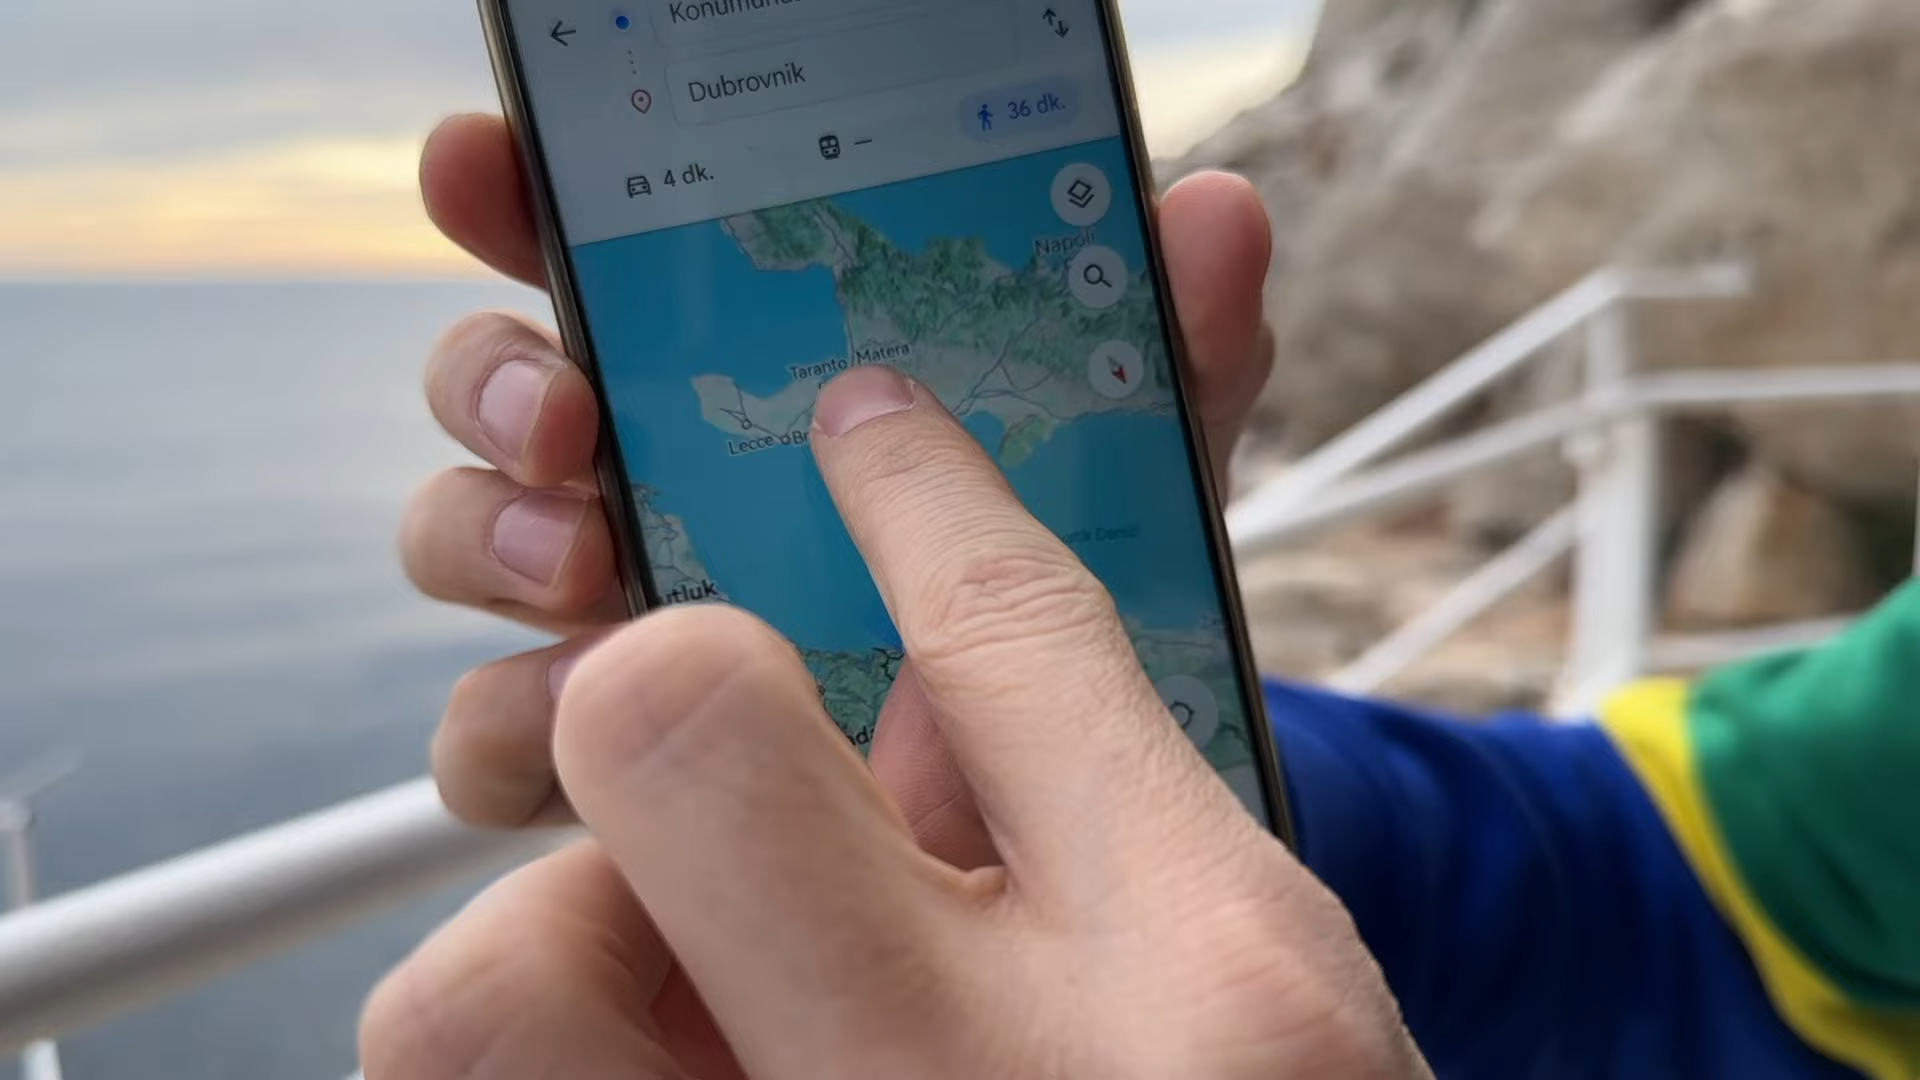 Dubrovnik
36 dk.
4 dk.
—
Napoli
Taranto
Matera
Lecce